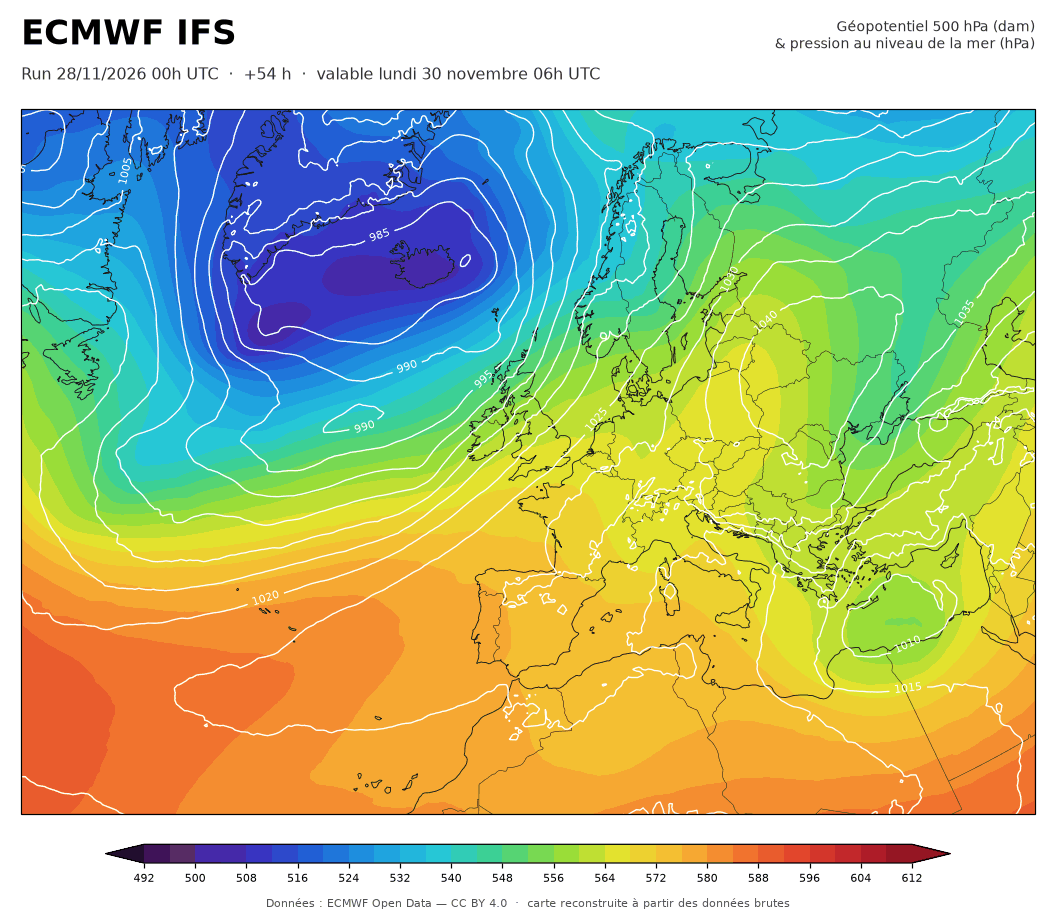 ECMWF IFS
Géopotentiel 500 hPa (dam)
& pression au niveau de la mer (hPa)
Run 28/11/2026 00h UTC · +54 h · valable lundi 30 novembre 06h UTC
1005
985
1030
1040
1035
990
995
1025
990
1020
1010
1015
492 500 508 516 524 532 540 548 556 564 572 580 588 596 604 612
Données : ECMWF Open Data — CC BY 4.0 · carte reconstruite à partir des données brutes